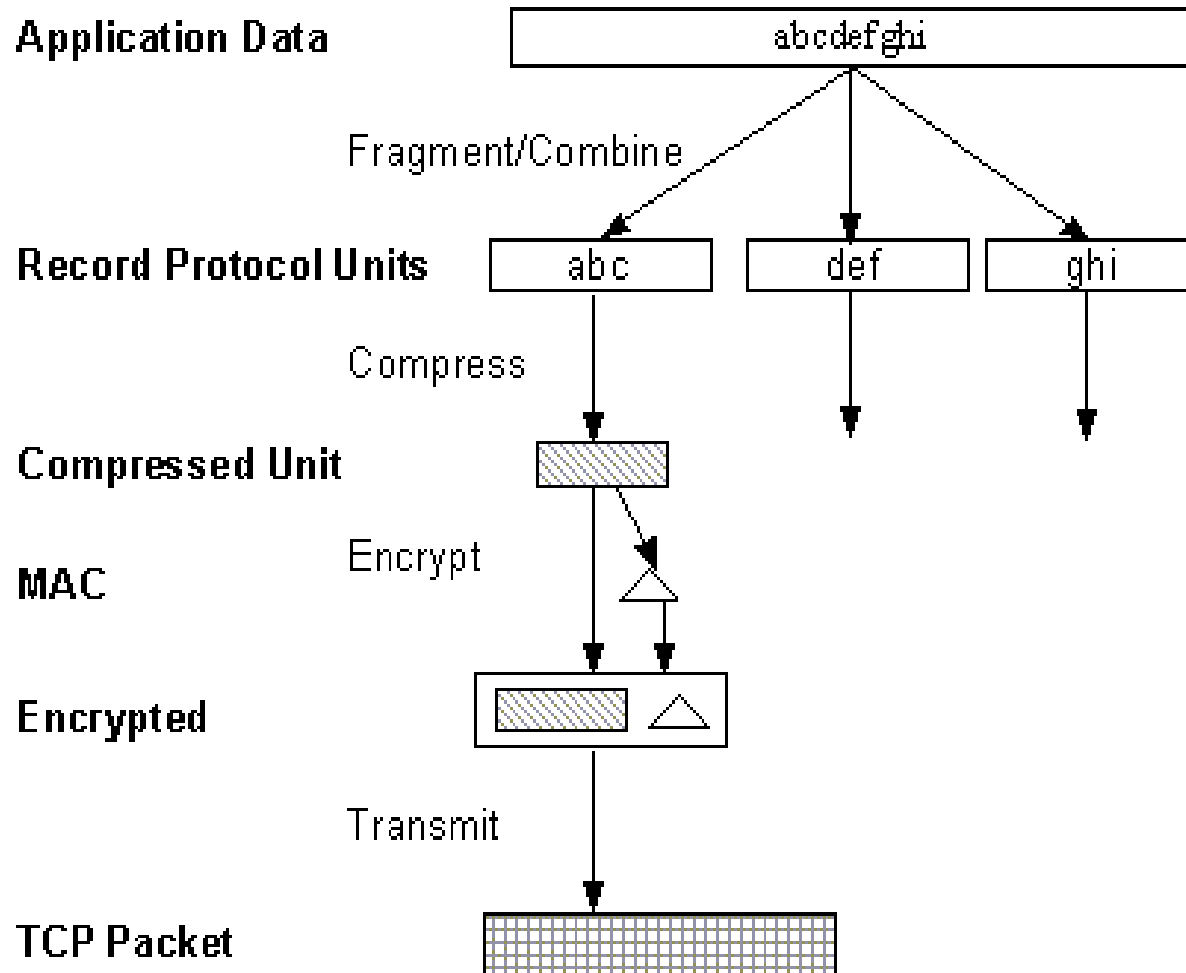 Application Data
abcdefghi
Fragment/Combine
Record Protocol Units
abc
def
ghi
Compress
Compressed Unit
Encrypt
MAC
Encrypted
Transmit
TCP Packet